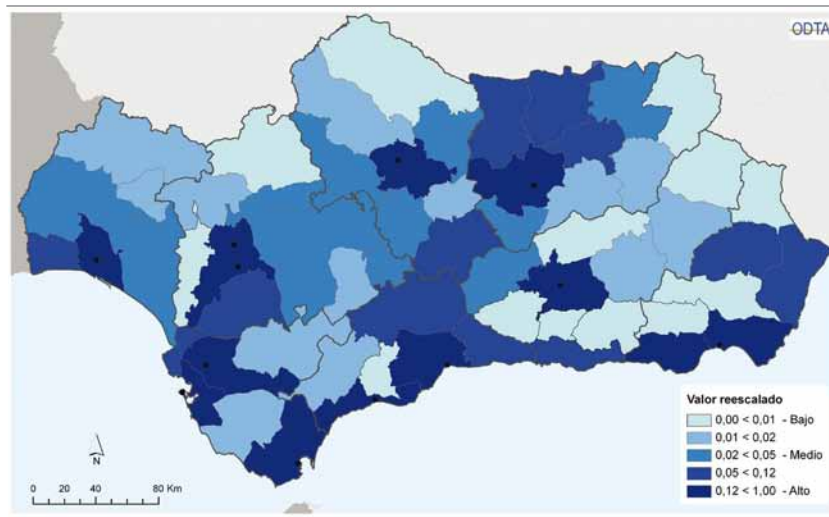 ODTA
Valor reescalado
0,00 < 0,01 - Bajo
0,01 < 0,02
0,02 < 0,05 - Medio
0,05 < 0,12
0,12 < 1,00 - Alto
N
0 20 40 80 Km